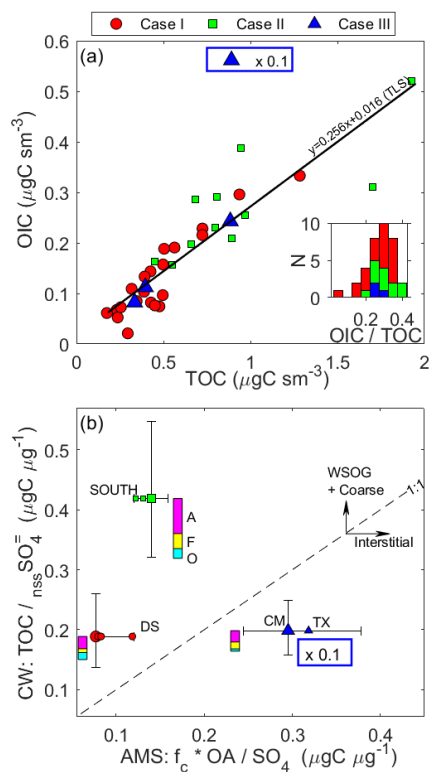 Case I Case II Case III
(a)
x 0.1
y=0.256x+0.016 (TLS)
OIC (μgC sm⁻³)
0.6
0.5
0.4
0.3
0.2
0.1
0
0 0.5 1 1.5 2
TOC (μgC sm⁻³)
N
10
5
0
0.2 0.4
OIC / TOC
(b)
CW: TOC / nssSO₄⁼ (μgC μg⁻¹)
0.5
0.4
0.3
0.2
0.1
SOUTH
A
F
O
WSOG
+ Coarse
1:1
Interstitial
DS
CM
TX
x 0.1
0.1 0.2 0.3 0.4
AMS: f_c * OA / SO₄ (μgC μg⁻¹)